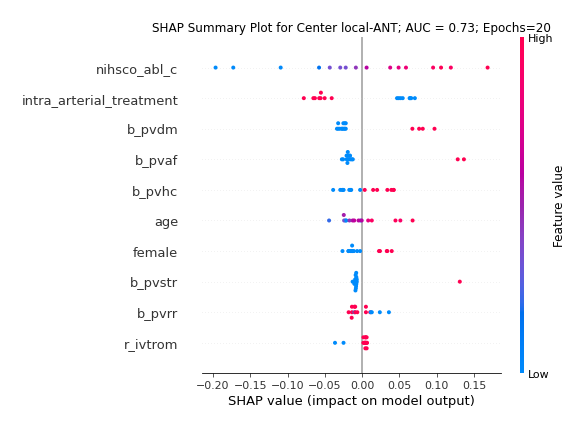 SHAP Summary Plot for Center local-ANT; AUC = 0.73; Epochs=20
High
nihsco_abl_c
intra_arterial_treatment
b_pvdm
b_pvaf
b_pvhc
age
female
b_pvstr
b_pvrr
r_ivtrom
Feature value
Low
−0.20 −0.15 −0.10 −0.05 0.00 0.05 0.10 0.15
SHAP value (impact on model output)